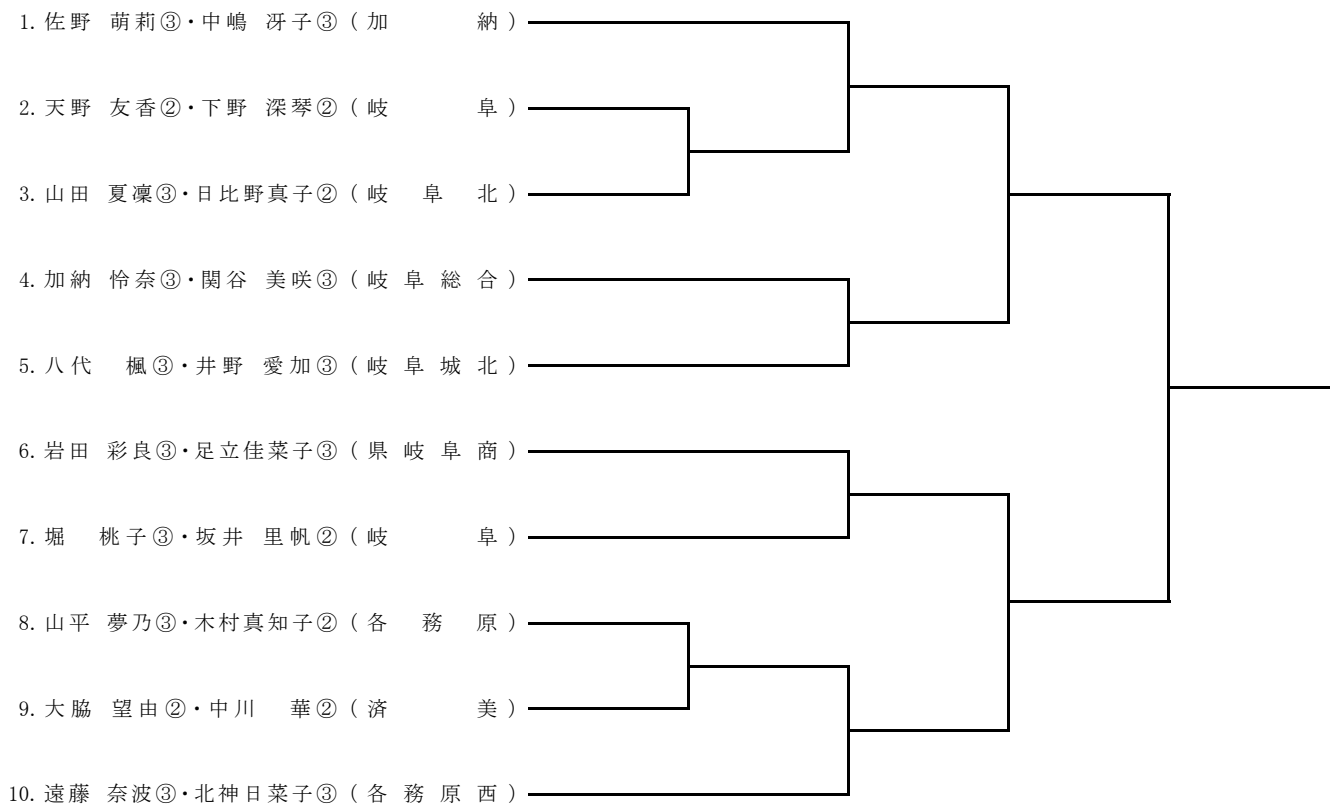 1. 佐野 萌莉③・中嶋 冴子③ (加 納)
2. 天野 友香②・下野 深琴② (岐 阜)
3. 山田 夏凜③・日比野真子② (岐 阜 北)
4. 加納 怜奈③・関谷 美咲③ (岐 阜 総 合)
5. 八代 楓③・井野 愛加③ (岐 阜 城 北)
6. 岩田 彩良③・足立佳菜子③ (県 岐 阜 商)
7. 堀 桃子③・坂井 里帆② (岐 阜)
8. 山平 夢乃③・木村真知子② (各 務 原)
9. 大脇 望由②・中川 華② (済 美)
10. 遠藤 奈波③・北神日菜子③ (各 務 原 西)